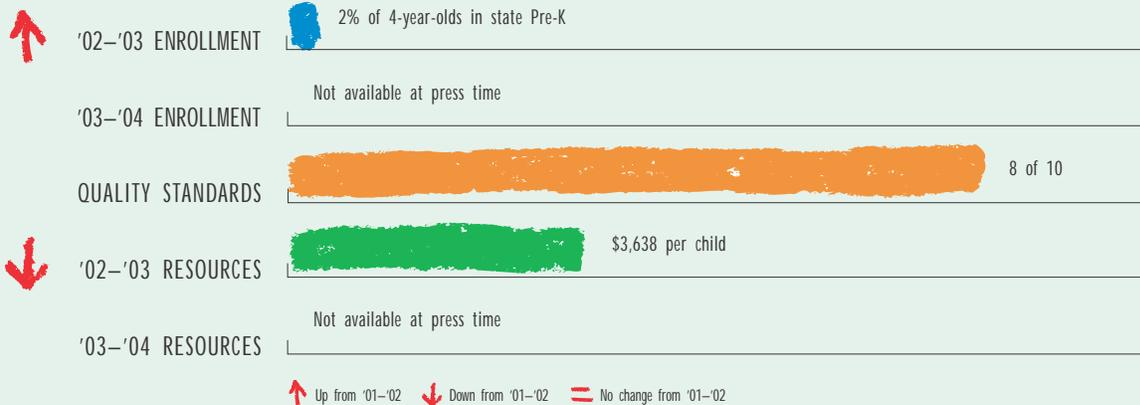 2% of 4-year-olds in state Pre-K
'02–'03 ENROLLMENT
Not available at press time
'03–'04 ENROLLMENT
8 of 10
QUALITY STANDARDS
$3,638 per child
'02–'03 RESOURCES
Not available at press time
'03–'04 RESOURCES
Up from '01–'02 Down from '01–'02 No change from '01–'02